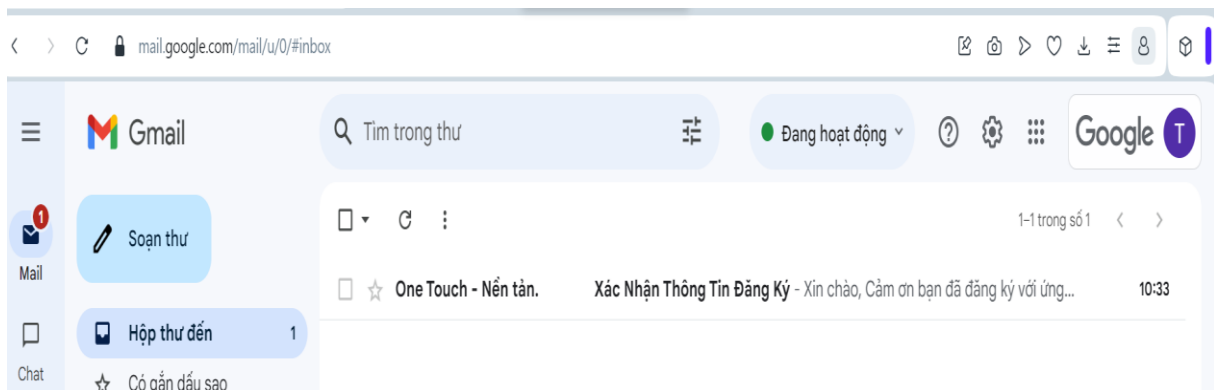 mail.google.com/mail/u/0/#inbox
Gmail
Tìm trong thư
Đang hoạt động
Google T
1
Mail
Soạn thư
1–1 trong số 1
One Touch - Nền tản. Xác Nhận Thông Tin Đăng Ký - Xin chào, Cảm ơn bạn đã đăng ký với ứng... 10:33
Hộp thư đến 1
Chat
Có gắn dấu sao